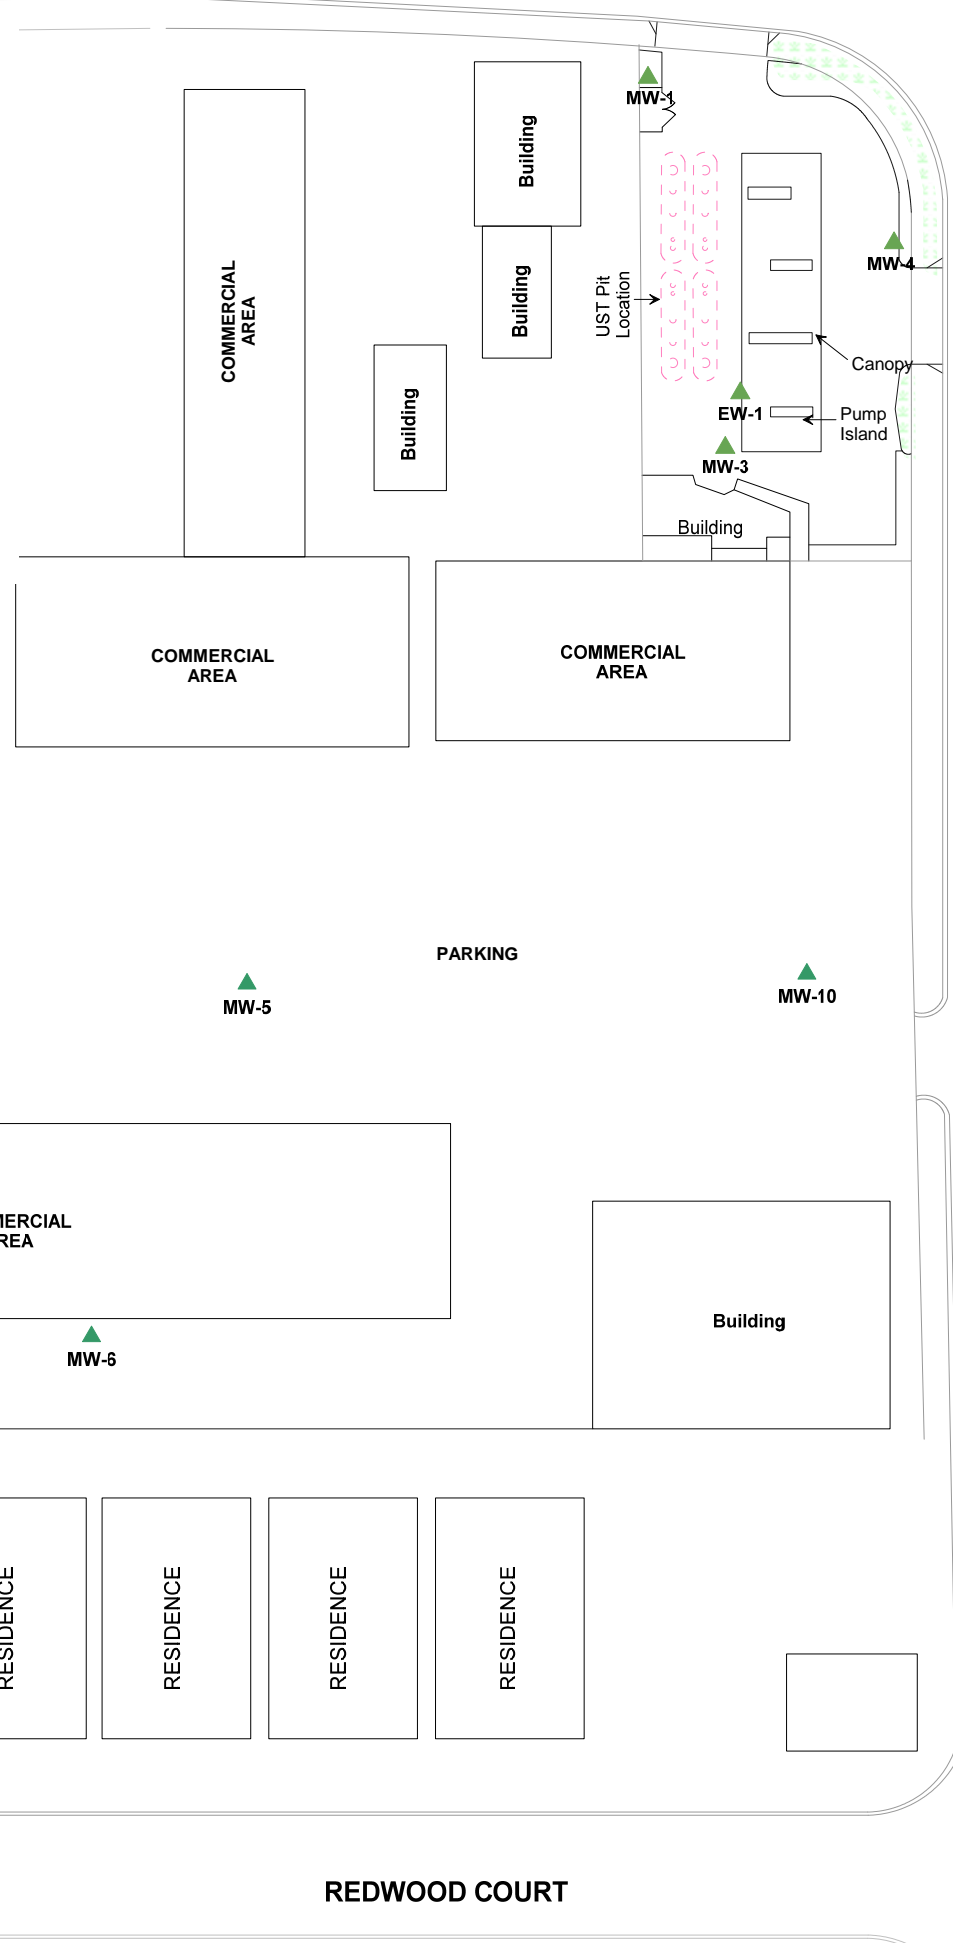 MW-1
Building
MW-4
COMMERCIAL
AREA
Building
UST Pit
Location
Canopy
Building
EW-1
Pump
Island
MW-3
Building
COMMERCIAL
AREA
COMMERCIAL
AREA
PARKING
MW-5
MW-10
MERCIAL
REA
Building
MW-6
RESIDENCE
RESIDENCE
RESIDENCE
RESIDENCE
REDWOOD COURT